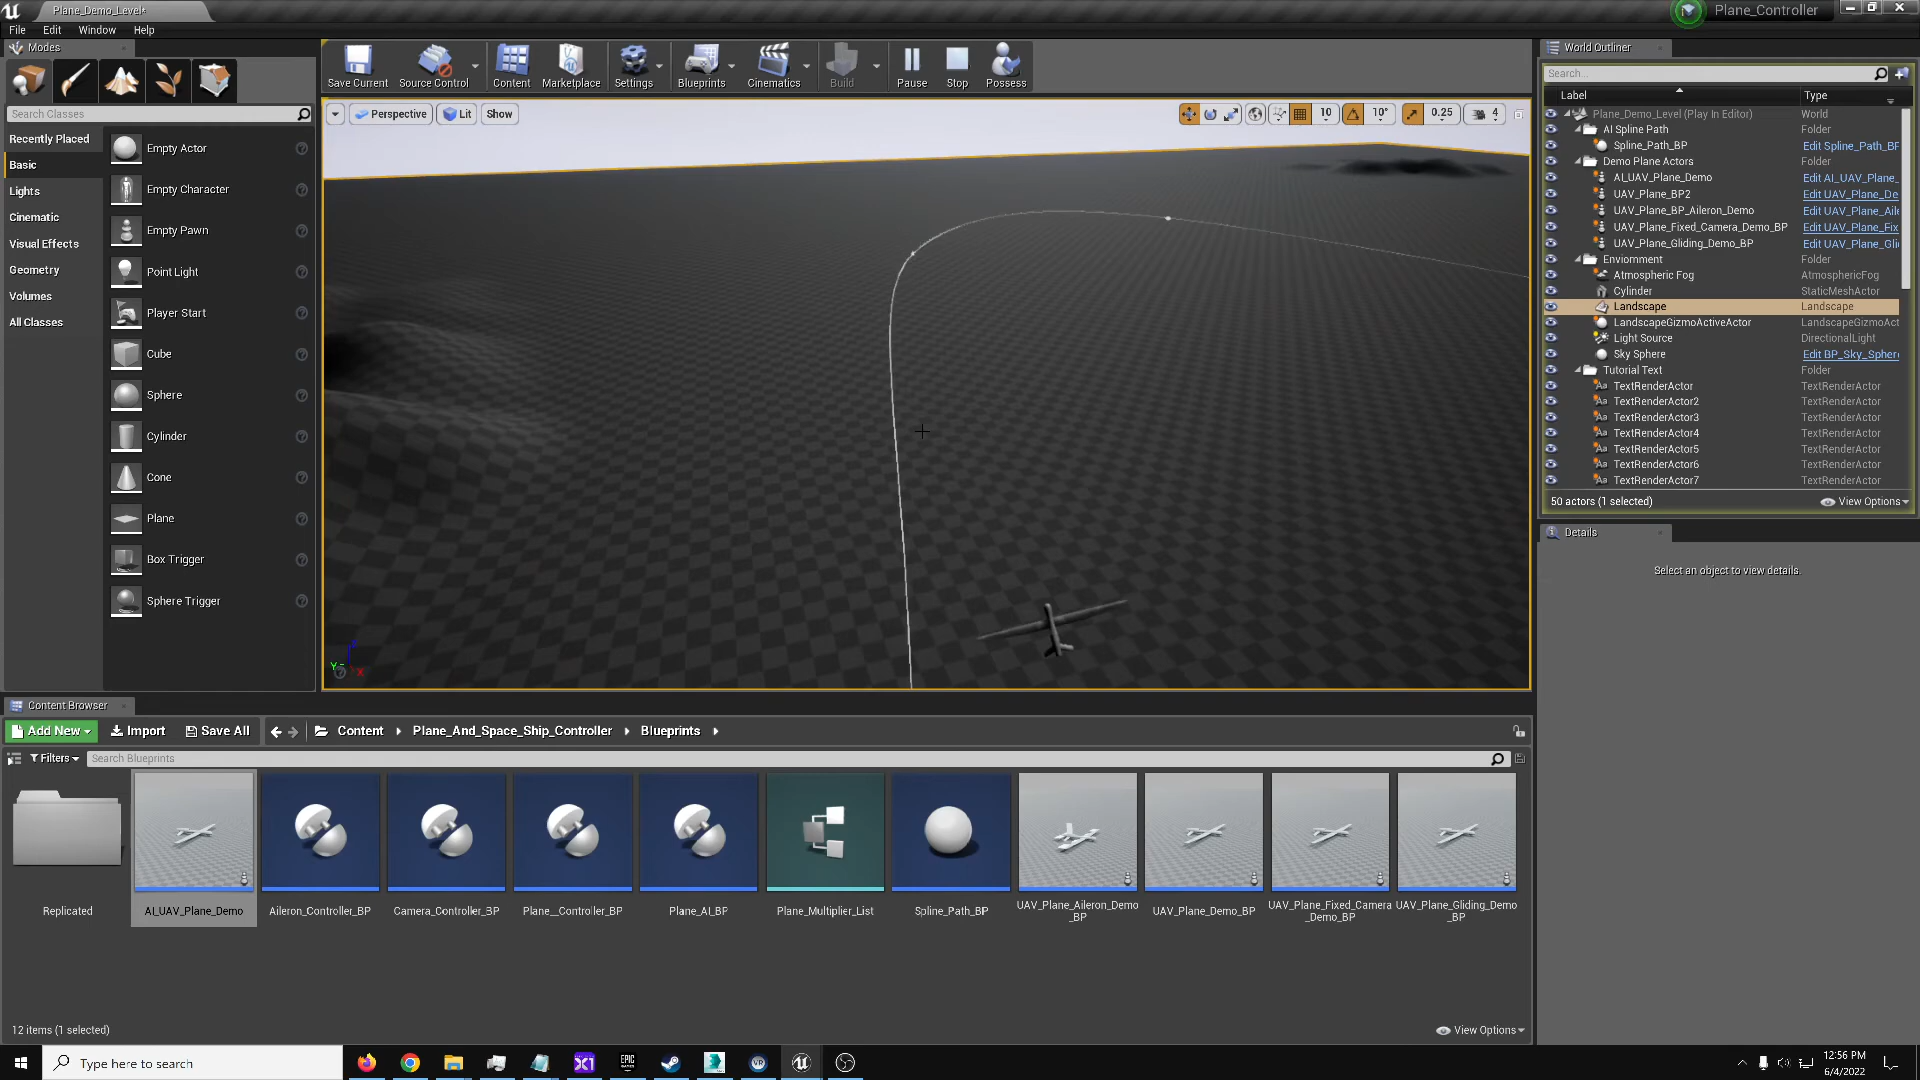 Plane_Demo_Level*
Plane_Controller
File Edit Window Help
Modes
Search Classes
Recently Placed
Basic
Lights
Cinematic
Visual Effects
Geometry
Volumes
All Classes
Empty Actor
Empty Character
Empty Pawn
Point Light
Player Start
Cube
Sphere
Cylinder
Cone
Plane
Box Trigger
Sphere Trigger
Save Current Source Control Content Marketplace Settings Blueprints Cinematics Build Pause Stop Possess
Perspective Lit Show
10 10° 0.25 4
Y X
World Outliner
Search...
Label Type
Plane_Demo_Level (Play In Editor) World
AI Spline Path Folder
Spline_Path_BP Edit Spline_Path_BP
Demo Plane Actors Folder
AI_UAV_Plane_Demo Edit AI_UAV_Plane_
UAV_Plane_BP2 Edit UAV_Plane_De
UAV_Plane_BP_Aileron_Demo Edit UAV_Plane_Ail
UAV_Plane_Fixed_Camera_Demo_BP Edit UAV_Plane_Fix
UAV_Plane_Gliding_Demo_BP Edit UAV_Plane_Gli
Enviornment Folder
Atmospheric Fog AtmosphericFog
Cylinder StaticMeshActor
Landscape Landscape
LandscapeGizmoActiveActor LandscapeGizmoAct
Light Source DirectionalLight
Sky Sphere Edit BP_Sky_Sphere
Tutorial Text Folder
TextRenderActor TextRenderActor
TextRenderActor2 TextRenderActor
TextRenderActor3 TextRenderActor
TextRenderActor4 TextRenderActor
TextRenderActor5 TextRenderActor
TextRenderActor6 TextRenderActor
TextRenderActor7 TextRenderActor
50 actors (1 selected) View Options
Details
Select an object to view details.
Content Browser
Add New Import Save All Content Plane_And_Space_Ship_Controller Blueprints
Filters Search Blueprints
Replicated
AI_UAV_Plane_Demo
Aileron_Controller_BP
Camera_Controller_BP
Plane__Controller_BP
Plane_AI_BP
Plane_Multiplier_List
Spline_Path_BP
UAV_Plane_Aileron_Demo
_BP
UAV_Plane_Demo_BP
UAV_Plane_Fixed_Camera
_Demo_BP
UAV_Plane_Gliding_Demo
_BP
12 items (1 selected) View Options
Type here to search
EPIC
GAMES
VP
12:56 PM
6/4/2022